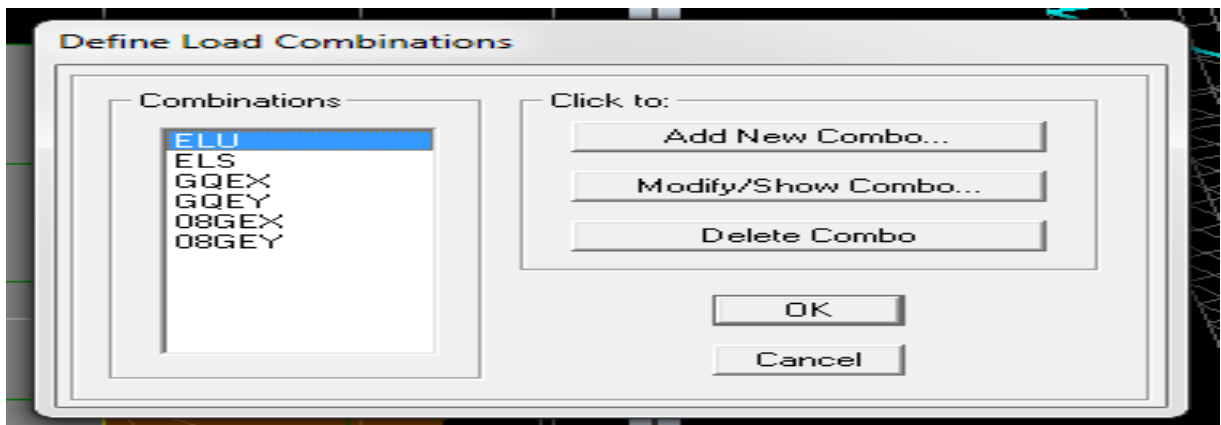 Define Load Combinations
Combinations
ELU
ELS
GQEX
GQEY
08GEX
08GEY
Click to:
Add New Combo...
Modify/Show Combo...
Delete Combo
OK
Cancel